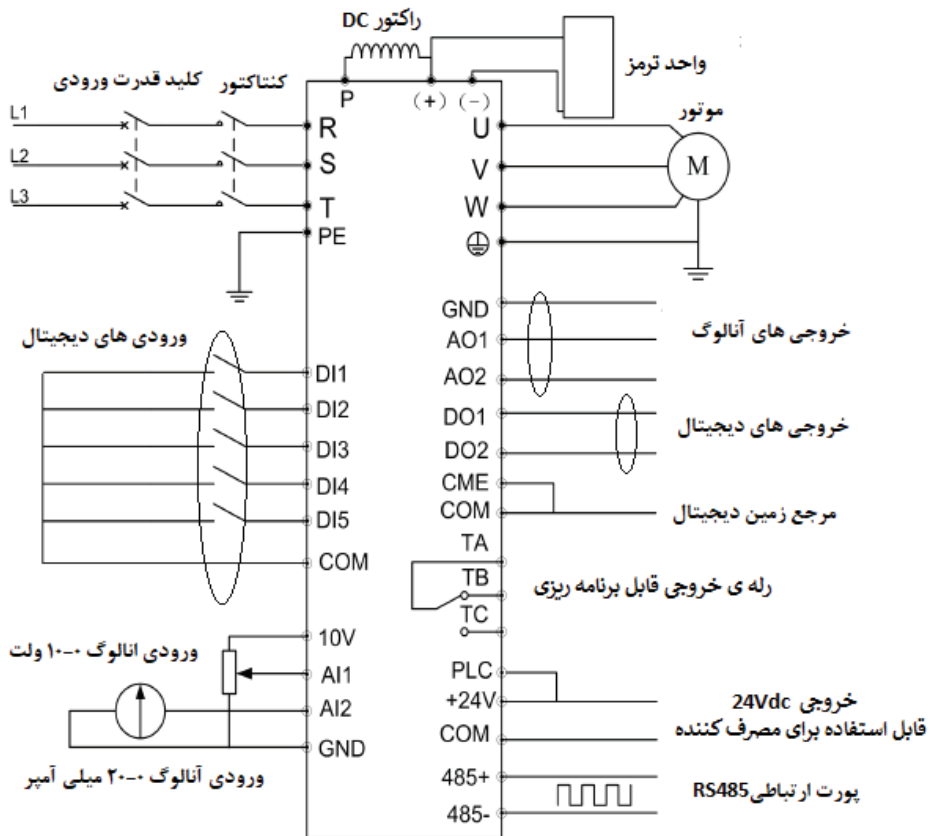 راکتور DC
واحد ترمز
کلید قدرت ورودی
کنتاکتور
موتور
P
(+)
(-)
L1
R
U
L2
S
V
M
L3
T
W
PE
GND
خروجی های آنالوگ
AO1
ورودی های دیجیتال
AO2
DI1
DO1
DI2
خروجی های دیجیتال
DI3
DO2
DI4
CME
DI5
COM
مرجع زمین دیجیتال
TA
COM
TB
رله ی خروجی قابل برنامه ریزی
TC
10V
ورودی انالوگ ۰-۱۰ ولت
AI1
PLC
AI2
+24V
خروجی 24Vdc
قابل استفاده برای مصرف کننده
GND
COM
ورودی آنالوگ ۰-۲۰ میلی آمپر
485+
پورت ارتباطی RS485
485-